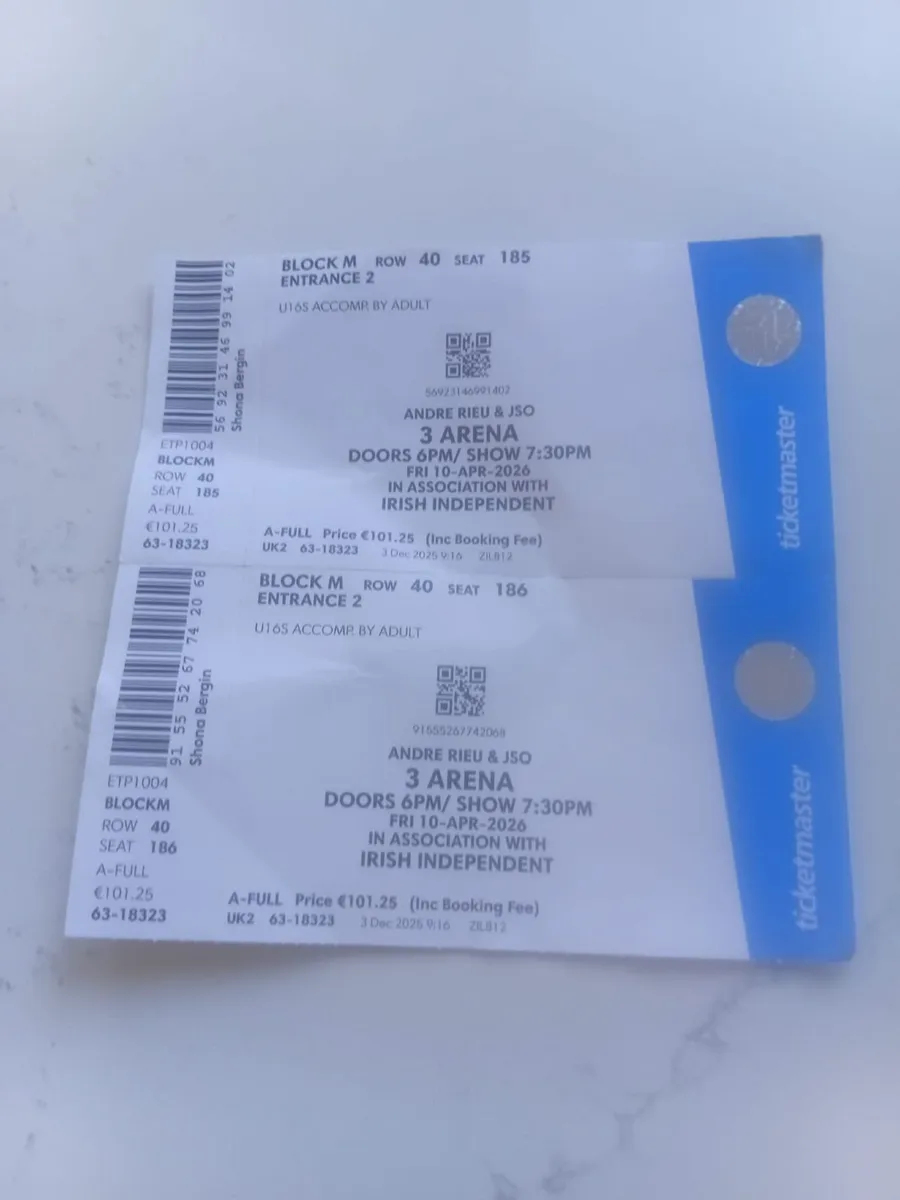 BLOCK M ROW 40 SEAT 185
ENTRANCE 2
U16S ACCOMP. BY ADULT
56923146991402
ANDRE RIEU & JSO
3 ARENA
DOORS 6PM/ SHOW 7:30PM
FRI 10-APR-2026
IN ASSOCIATION WITH
IRISH INDEPENDENT
A-FULL Price €101.25 (Inc Booking Fee)
UK2 63-18323 3 Dec 2025 9:16 ZIL812
56 92 31 46 99 14 02
Shona Bergin
ETP1004
BLOCKM
ROW 40
SEAT 185
A-FULL
€101.25
63-18323
ticketmaster
BLOCK M ROW 40 SEAT 186
ENTRANCE 2
U16S ACCOMP. BY ADULT
91555267742068
ANDRE RIEU & JSO
3 ARENA
DOORS 6PM/ SHOW 7:30PM
FRI 10-APR-2026
IN ASSOCIATION WITH
IRISH INDEPENDENT
A-FULL Price €101.25 (Inc Booking Fee)
UK2 63-18323 3 Dec 2025 9:16 ZIL812
91 55 52 67 74 20 68
Shona Bergin
ETP1004
BLOCKM
ROW 40
SEAT 186
A-FULL
€101.25
63-18323
ticketmaster